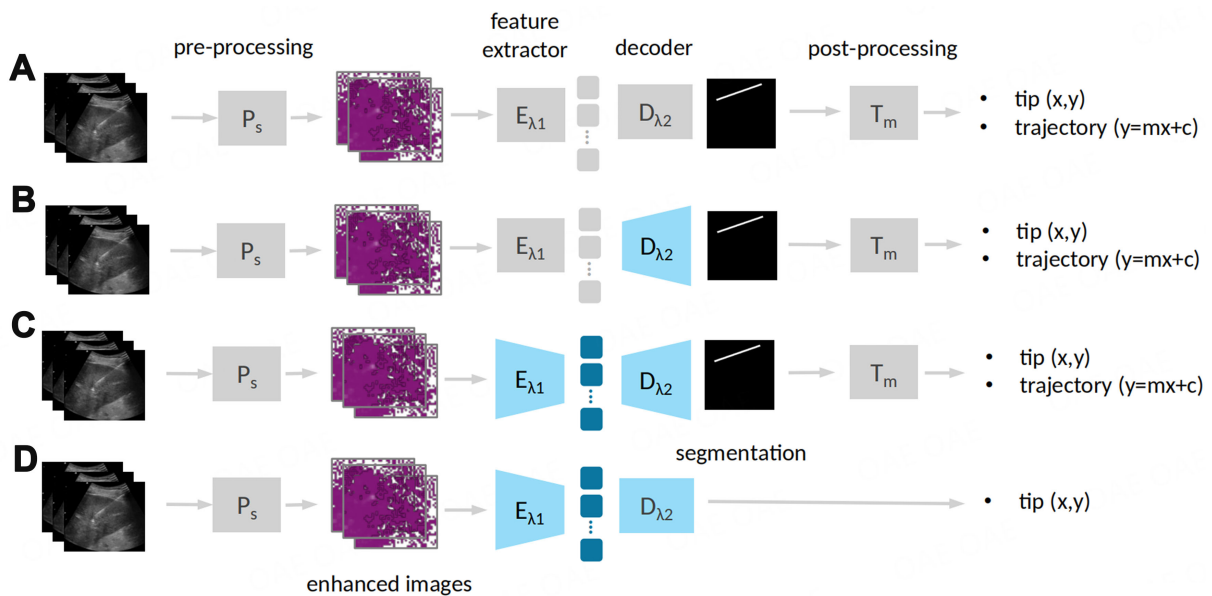 feature
pre-processing extractor decoder post-processing
A
Ps Eλ1 Dλ2 Tm
• tip (x,y)
• trajectory (y=mx+c)
B
Ps Eλ1 Dλ2 Tm
• tip (x,y)
• trajectory (y=mx+c)
C
Ps Eλ1 Dλ2 Tm
• tip (x,y)
• trajectory (y=mx+c)
D
segmentation
Ps Eλ1 Dλ2
• tip (x,y)
enhanced images